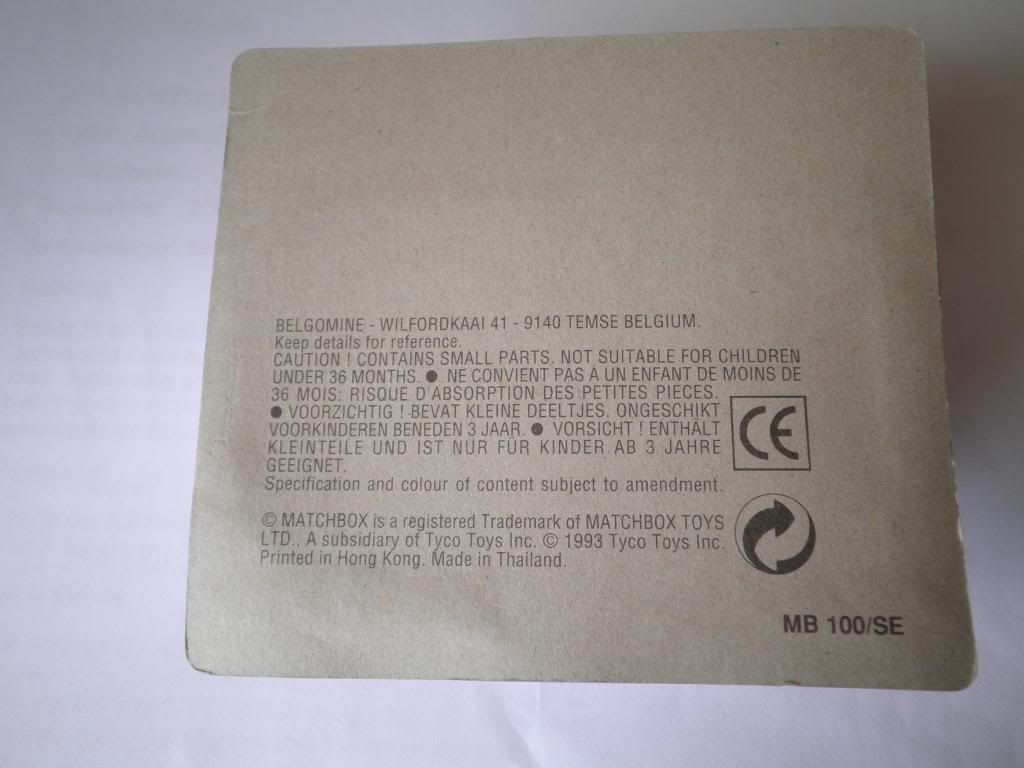 BELGOMINE - WILFORDKAAI 41 - 9140 TEMSE BELGIUM.
Keep details for reference.
CAUTION ! CONTAINS SMALL PARTS. NOT SUITABLE FOR CHILDREN
UNDER 36 MONTHS. ● NE CONVIENT PAS A UN ENFANT DE MOINS DE
36 MOIS: RISQUE D'ABSORPTION DES PETITES PIECES.
● VOORZICHTIG ! BEVAT KLEINE DEELTJES. ONGESCHIKT
VOORKINDEREN BENEDEN 3 JAAR. ● VORSICHT ! ENTHÄLT
KLEINTEILE UND IST NUR FÜR KINDER AB 3 JAHRE
GEEIGNET.
CE
Specification and colour of content subject to amendment.
© MATCHBOX is a registered Trademark of MATCHBOX TOYS
LTD., A subsidiary of Tyco Toys Inc. © 1993 Tyco Toys Inc.
Printed in Hong Kong. Made in Thailand.
MB 100/SE